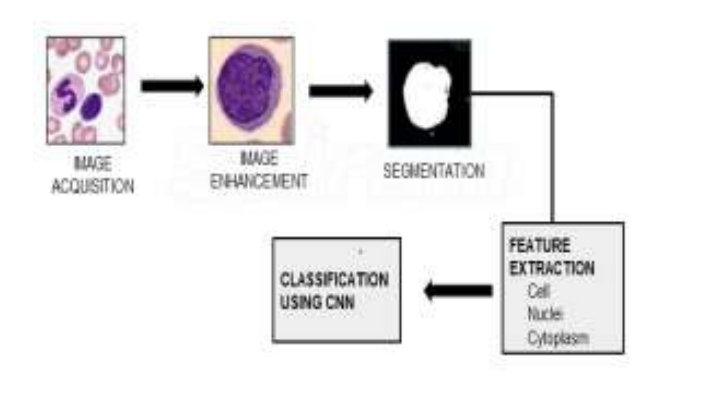 IMAGE
ACQUISITION
IMAGE
ENHANCEMENT
SEGMENTATION
FEATURE
EXTRACTION
Cell
Nuclei
Cytoplasm
CLASSIFICATION
USING CNN